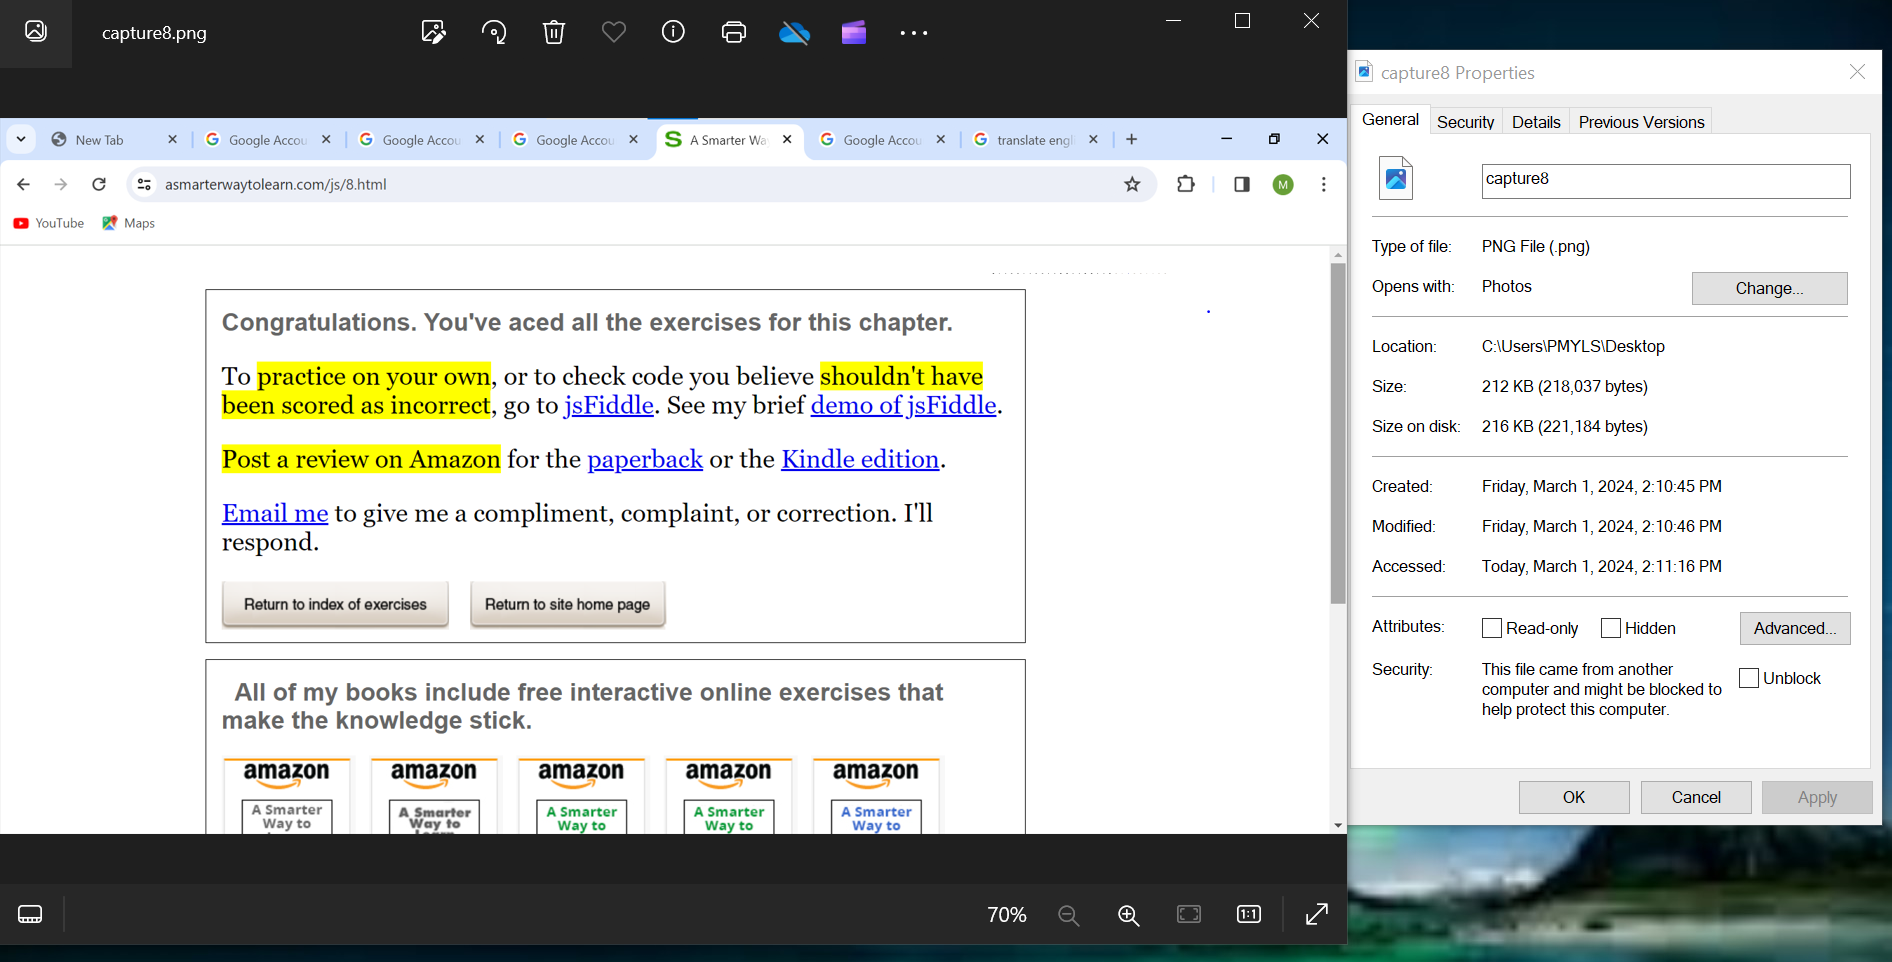 capture8.png
New Tab
Google Accou
Google Accou
Google Accou
A Smarter Wa
Google Accou
translate engl
asmarterwaytolearn.com/js/8.html
M
YouTube
Maps
Congratulations. You've aced all the exercises for this chapter.
To practice on your own, or to check code you believe shouldn't have
been scored as incorrect, go to jsFiddle. See my brief demo of jsFiddle.
Post a review on Amazon for the paperback or the Kindle edition.
Email me to give me a compliment, complaint, or correction. I'll
respond.
Return to index of exercises
Return to site home page
All of my books include free interactive online exercises that
make the knowledge stick.
amazon
A Smarter
Way to
amazon
A Smarter
Way to
amazon
A Smarter
Way to
amazon
A Smarter
Way to
amazon
A Smarter
Way to
70%
1:1
capture8 Properties
General
Security
Details
Previous Versions
capture8
Type of file: PNG File (.png)
Opens with: Photos
Change...
Location: C:\Users\PMYLS\Desktop
Size: 212 KB (218,037 bytes)
Size on disk: 216 KB (221,184 bytes)
Created: Friday, March 1, 2024, 2:10:45 PM
Modified: Friday, March 1, 2024, 2:10:46 PM
Accessed: Today, March 1, 2024, 2:11:16 PM
Attributes: Read-only Hidden
Advanced...
Security: This file came from another
computer and might be blocked to
help protect this computer.
Unblock
OK
Cancel
Apply